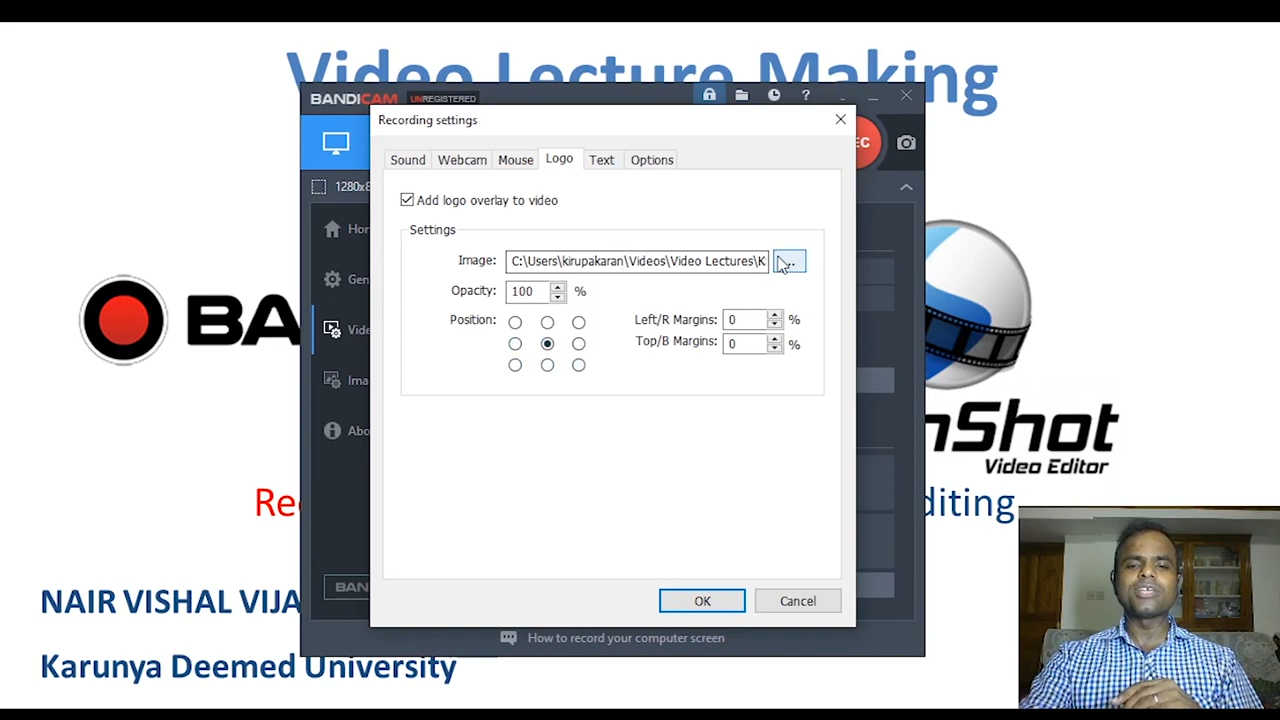 Video Lecture Making
BANDICAM UNREGISTERED
Recording settings
REC
Sound Webcam Mouse Logo Text Options
1280x8
Add logo overlay to video
Settings
Hor
Image: C:\Users\kirupakaran\Videos\Video Lectures\K ...
Gen
Opacity: 100 %
Position:
Left/R Margins: 0 %
Vide
Top/B Margins: 0 %
BA
Ima
Abo
nShot
Video Editor
Rec
diting
BANDI
OK Cancel
NAIR VISHAL VIJA
How to record your computer screen
Karunya Deemed University